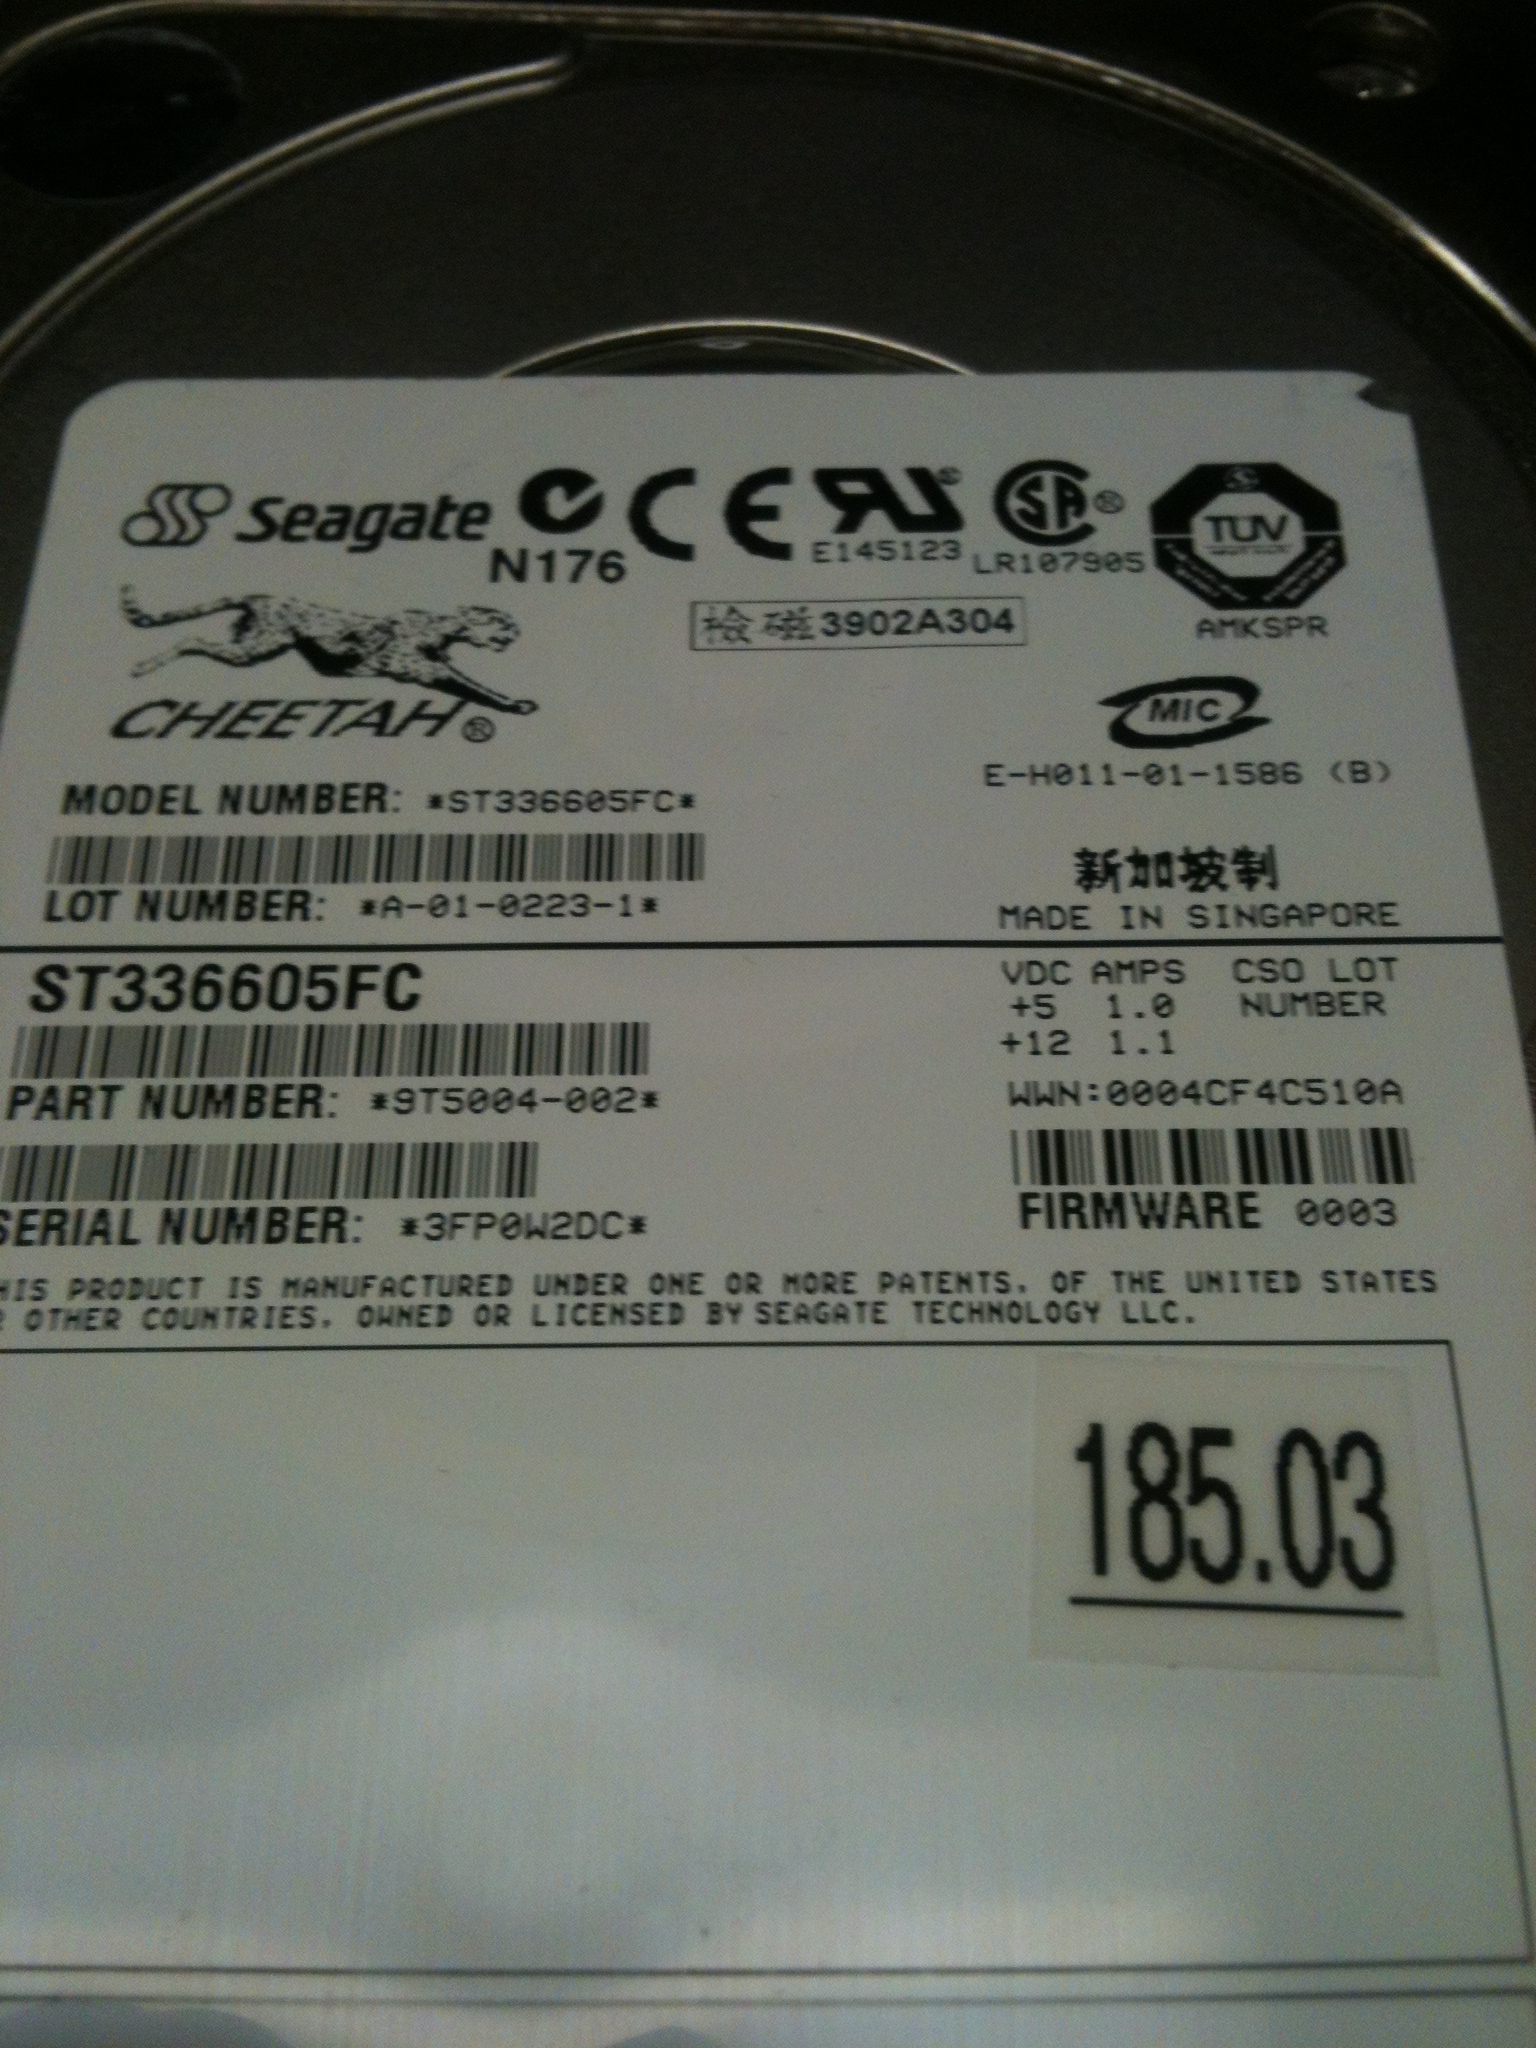 Seagate
N176
CE
E145123
SA ®
LR107905
TUV
AMKSPR
檢磁3902A304
CHEETAH®
MIC
E-H011-01-1586 (B)
MODEL NUMBER: *ST336605FC*
LOT NUMBER: *A-01-0223-1*
新加坡制
MADE IN SINGAPORE
ST336605FC
VDC AMPS CSO LOT
+5 1.0 NUMBER
+12 1.1
PART NUMBER: *9T5004-002*
WWN:0004CF4C510A
SERIAL NUMBER: *3FP0W2DC*
FIRMWARE 0003
HIS PRODUCT IS MANUFACTURED UNDER ONE OR MORE PATENTS, OF THE UNITED STATES
OTHER COUNTRIES, OWNED OR LICENSED BY SEAGATE TECHNOLOGY LLC.
185.03